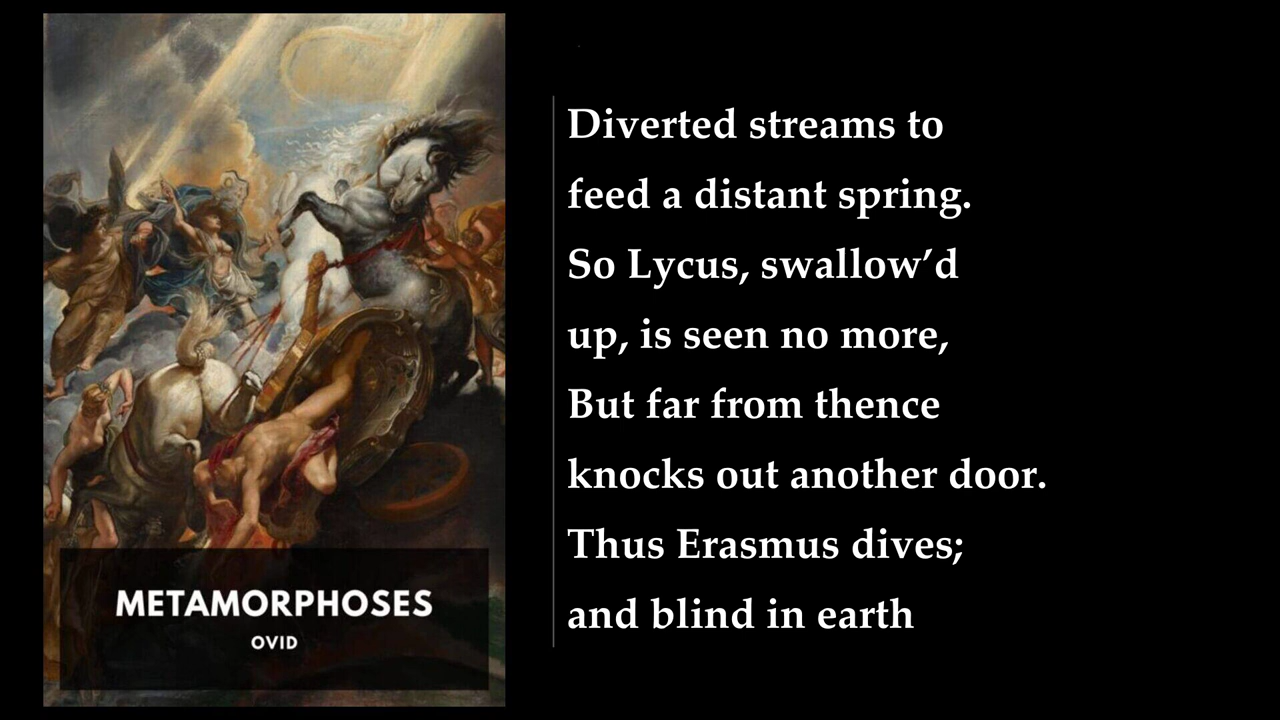 METAMORPHOSES
OVID
Diverted streams to
feed a distant spring.
So Lycus, swallow’d
up, is seen no more,
But far from thence
knocks out another door.
Thus Erasmus dives;
and blind in earth